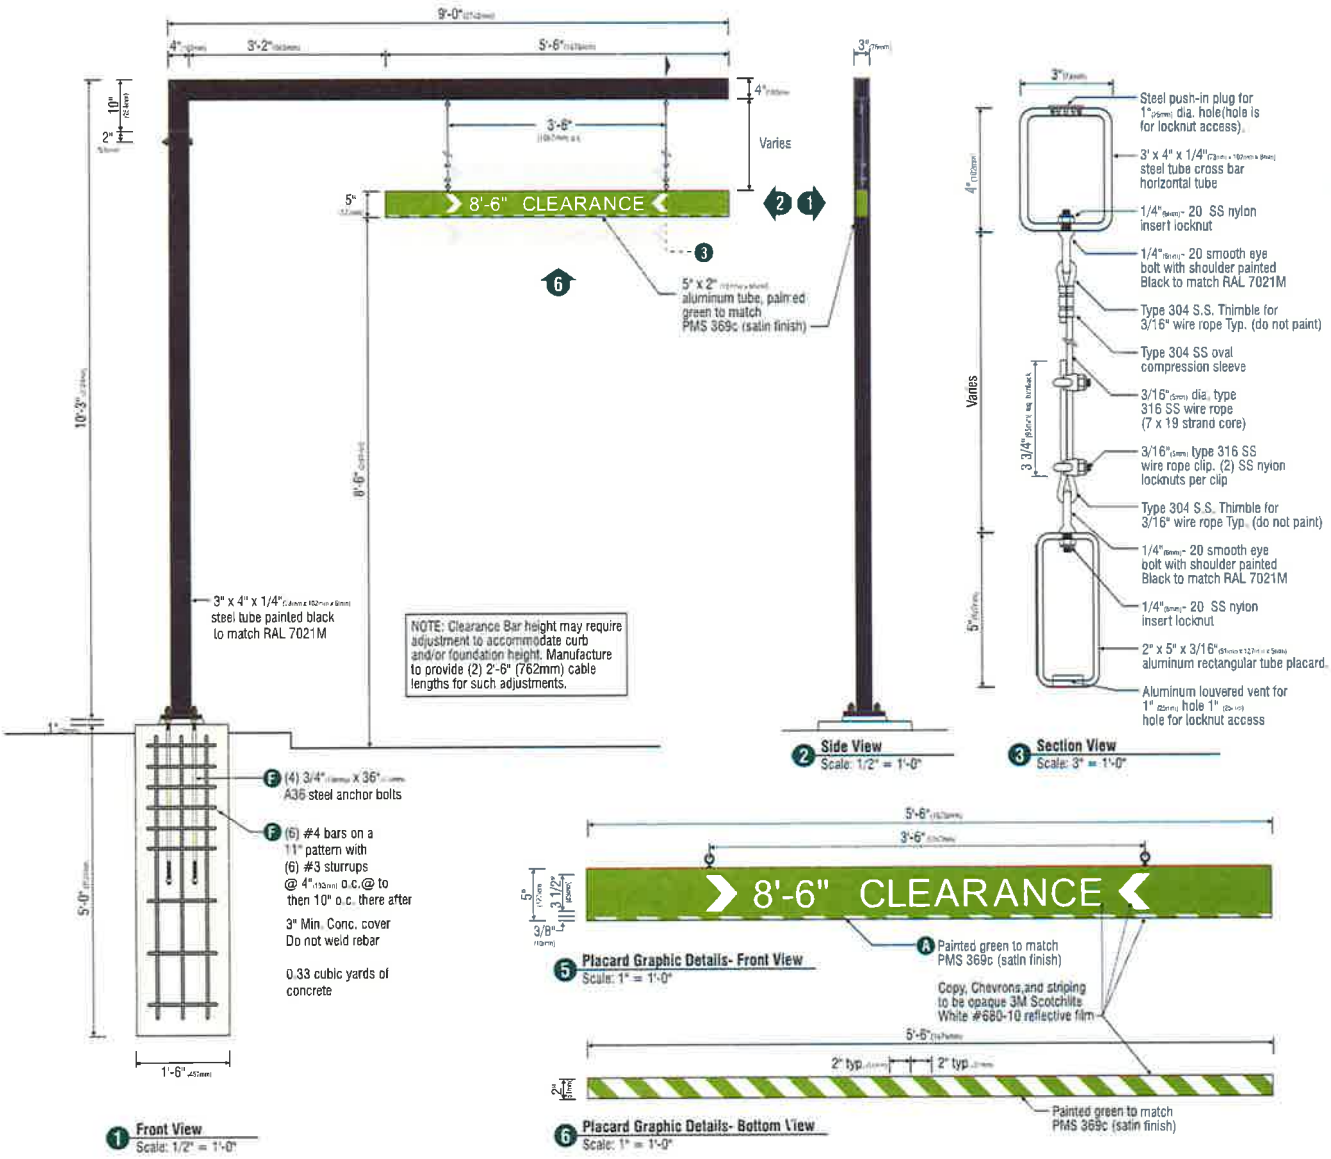 9'-0"
4"
3'-2"
5'-6"
10"
2"
3'-6"
4"
Varies
5"
8'-6" CLEARANCE
2
1
3
6
5" x 2"
aluminum tube, painted
green to match
PMS 369c (satin finish)
10'-3"
8'-6"
3" x 4" x 1/4"
steel tube painted black
to match RAL 7021M
NOTE: Clearance Bar height may require
adjustment to accommodate curb
and/or foundation height. Manufacture
to provide (2) 2'-6" (762mm) cable
lengths for such adjustments.
1"
E (4) 3/4" x 36"
A36 steel anchor bolts
F (6) #4 bars on a
11" pattern with
(6) #3 sturrups
@ 4" o.c.@ to
then 10" o.c. there after
3" Min. Conc. cover
Do not weld rebar
0.33 cubic yards of
concrete
5'-0"
1'-6" (457mm)
1 Front View
Scale: 1/2" = 1'-0"
3" (76mm)
2 Side View
Scale: 1/2" = 1'-0"
3"
4"
Varies
3 3/4"
5"
Steel push-in plug for
1" dia. hole(hole is
for locknut access).
3' x 4" x 1/4"
steel tube cross bar
horizontal tube
1/4" - 20 SS nylon
insert locknut
1/4" - 20 smooth eye
bolt with shoulder painted
Black to match RAL 7021M
Type 304 S.S. Thimble for
3/16" wire rope Typ. (do not paint)
Type 304 SS oval
compression sleeve
3/16" dia. type
316 SS wire rope
(7 x 19 strand core)
3/16" type 316 SS
wire rope clip. (2) SS nylon
locknuts per clip
Type 304 S.S. Thimble for
3/16" wire rope Typ. (do not paint)
1/4" - 20 smooth eye
bolt with shoulder painted
Black to match RAL 7021M
1/4" - 20 SS nylon
insert locknut
2" x 5" x 3/16"
aluminum rectangular tube placard.
Aluminum louvered vent for
1" hole 1"
hole for locknut access
3 Section View
Scale: 3" = 1'-0"
5'-6"
3'-6"
5"
3 1/2"
3/8"
8'-6" CLEARANCE
A Painted green to match
PMS 369c (satin finish)
5 Placard Graphic Details- Front View
Scale: 1" = 1'-0"
Copy, Chevrons,and striping
to be opaque 3M Scotchlite
White #680-10 reflective film
5'-6"
2" typ.
2" typ.
2"
Painted green to match
PMS 369c (satin finish)
6 Placard Graphic Details- Bottom View
Scale: 1" = 1'-0"